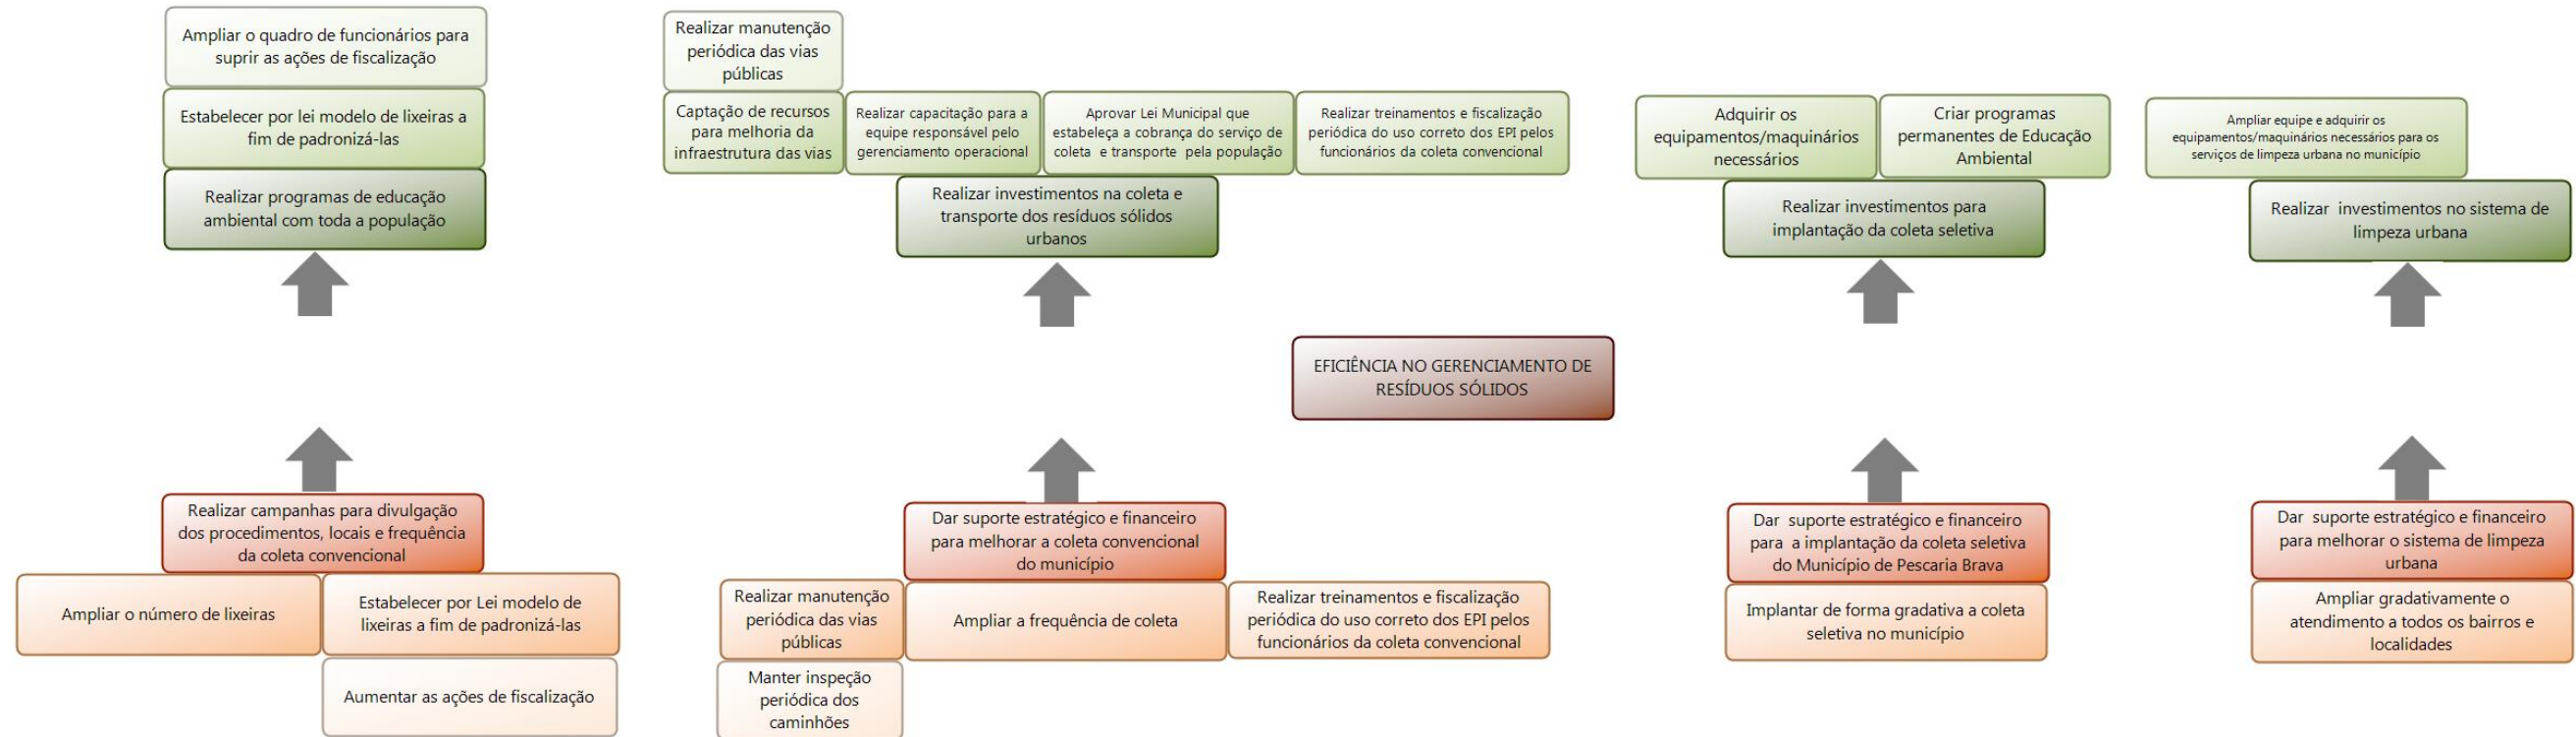 Ampliar o quadro de funcionários para
suprir as ações de fiscalização
Estabelecer por lei modelo de lixeiras a
fim de padronizá-las
Realizar programas de educação
ambiental com toda a população
Realizar manutenção
periódica das vias
públicas
Captação de recursos
para melhoria da
infraestrutura das vias
Realizar capacitação para a
equipe responsável pelo
gerenciamento operacional
Aprovar Lei Municipal que
estabeleça a cobrança do serviço de
coleta e transporte pela população
Realizar treinamentos e fiscalização
periódica do uso correto dos EPI pelos
funcionários da coleta convencional
Realizar investimentos na coleta e
transporte dos resíduos sólidos
urbanos
Adquirir os
equipamentos/maquinários
necessários
Criar programas
permanentes de Educação
Ambiental
Realizar investimentos para
implantação da coleta seletiva
Ampliar equipe e adquirir os
equipamentos/maquinários necessários para os
serviços de limpeza urbana no município
Realizar investimentos no sistema de
limpeza urbana
EFICIÊNCIA NO GERENCIAMENTO DE
RESÍDUOS SÓLIDOS
Realizar campanhas para divulgação
dos procedimentos, locais e frequência
da coleta convencional
Ampliar o número de lixeiras
Estabelecer por Lei modelo de
lixeiras a fim de padronizá-las
Aumentar as ações de fiscalização
Dar suporte estratégico e financeiro
para melhorar a coleta convencional
do município
Realizar manutenção
periódica das vias
públicas
Ampliar a frequência de coleta
Realizar treinamentos e fiscalização
periódica do uso correto dos EPI pelos
funcionários da coleta convencional
Manter inspeção
periódica dos
caminhões
Dar suporte estratégico e financeiro
para a implantação da coleta seletiva
do Município de Pescaria Brava
Implantar de forma gradativa a coleta
seletiva no município
Dar suporte estratégico e financeiro
para melhorar o sistema de limpeza
urbana
Ampliar gradativamente o
atendimento a todos os bairros e
localidades